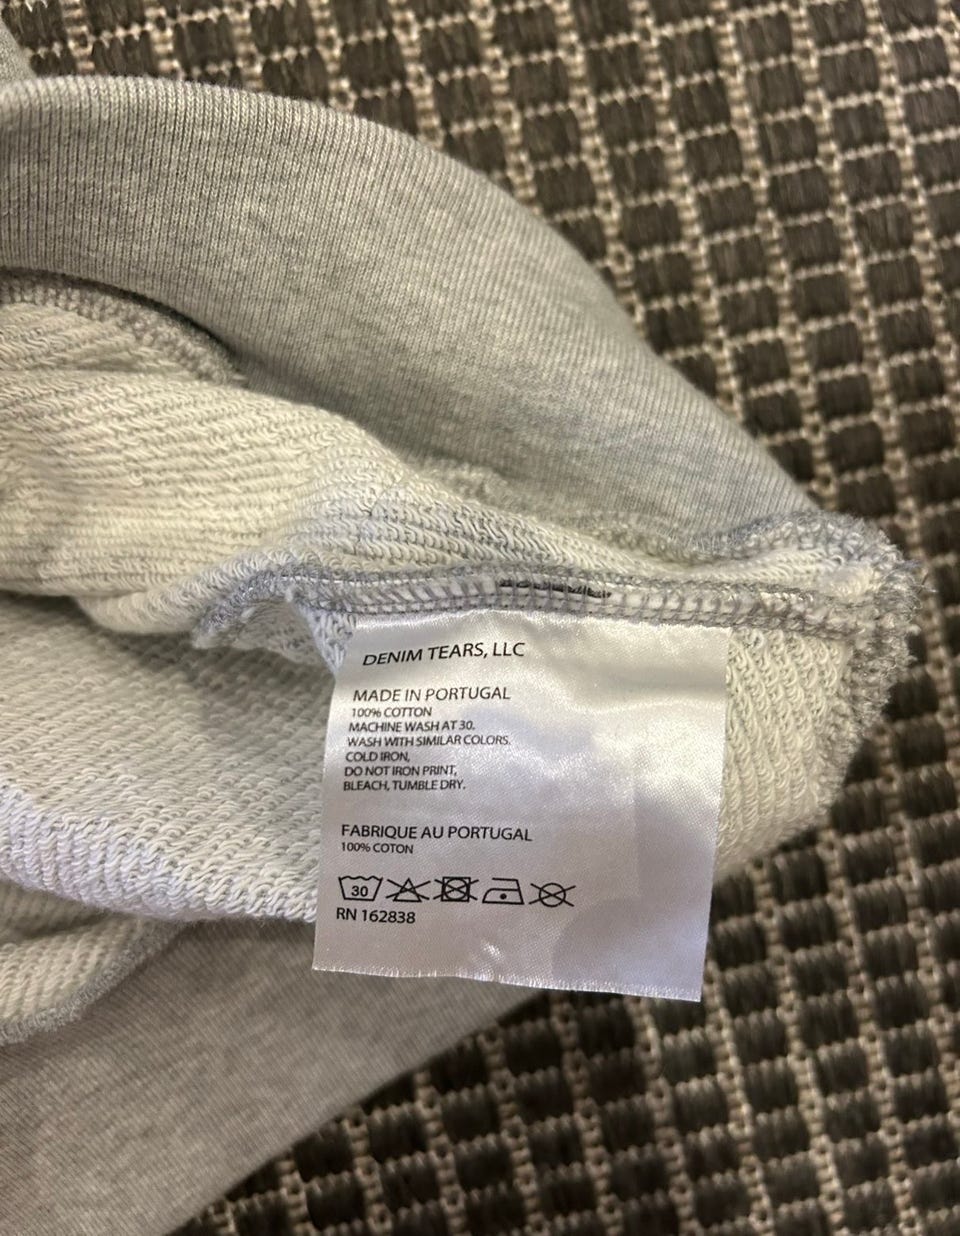 DENIM TEARS, LLC
MADE IN PORTUGAL
100% COTTON
MACHINE WASH AT 30.
WASH WITH SIMILAR COLORS.
COLD IRON,
DO NOT IRON PRINT,
BLEACH, TUMBLE DRY.
FABRIQUE AU PORTUGAL
100% COTON
30
RN 162838